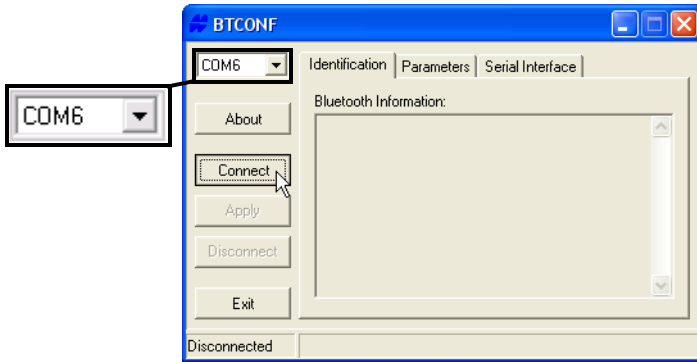 BTCONF
COM6
COM6
Identification
Parameters
Serial Interface
Bluetooth Information:
About
Connect
Apply
Disconnect
Exit
Disconnected